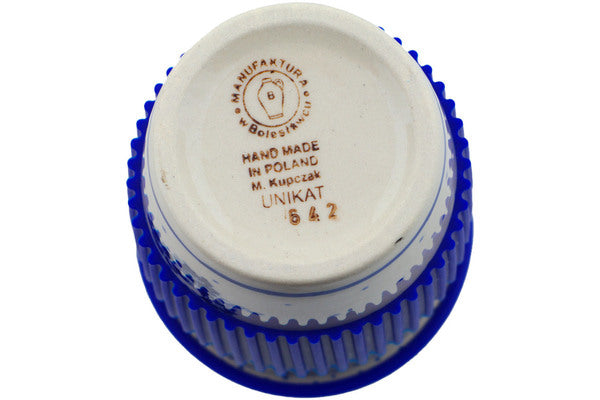 MANUFAKTURA
w Bolesławcu
B
HAND MADE
IN POLAND
M. Kupczak
UNIKAT
642